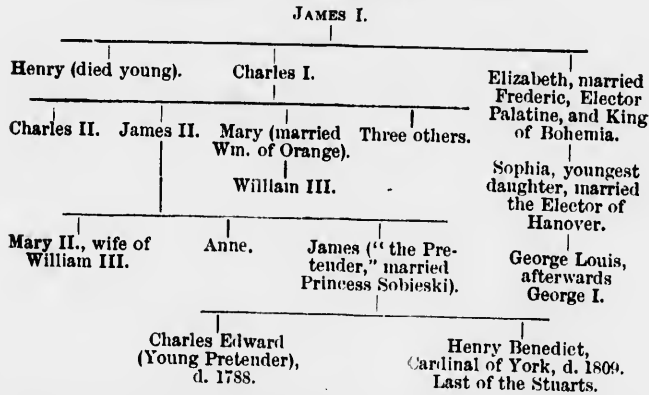 JAMES I.
Henry (died young).
Charles I.
Elizabeth, married
Frederic, Elector
Palatine, and King
of Bohemia.
Charles II.
James II.
Mary (married
Wm. of Orange).
Three others.
William III.
Sophia, youngest
daughter, married
the Elector of
Hanover.
Mary II., wife of
William III.
Anne.
James ("the Pre-
tender," married
Princess Sobieski).
George Louis,
afterwards
George I.
Charles Edward
(Young Pretender),
d. 1788.
Henry Benedict,
Cardinal of York, d. 1809.
Last of the Stuarts.